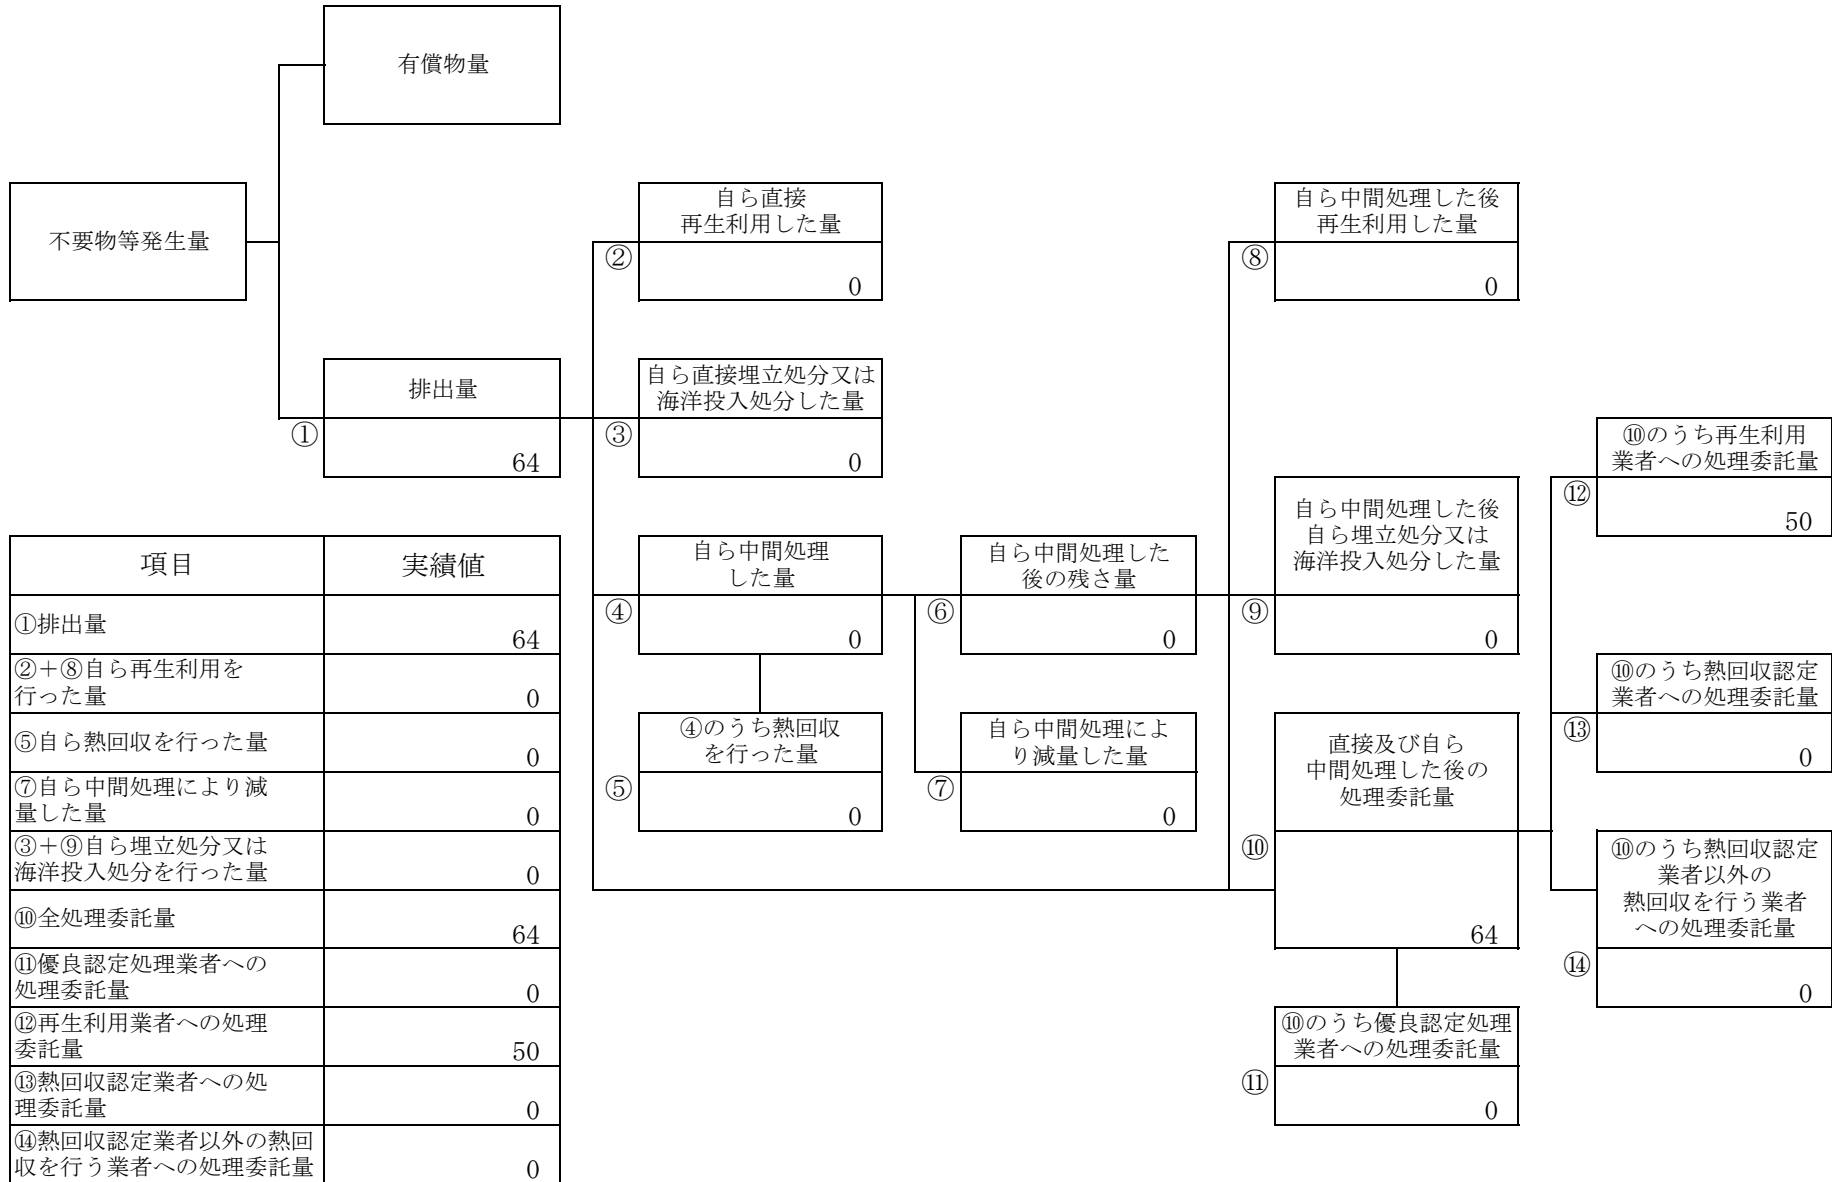 有償物量
不要物等発生量
排出量
①
64
自ら直接
再生利用した量
②
0
自ら直接埋立処分又は
海洋投入処分した量
③
0
自ら中間処理
した量
④
0
④のうち熱回収
を行った量
⑤
0
自ら中間処理した
後の残さ量
⑥
0
自ら中間処理によ
り減量した量
⑦
0
自ら中間処理した後
再生利用した量
⑧
0
自ら中間処理した後
自ら埋立処分又は
海洋投入処分した量
⑨
0
直接及び自ら
中間処理した後の
処理委託量
⑩
64
⑩のうち優良認定処理
業者への処理委託量
⑪
0
⑩のうち再生利用
業者への処理委託量
⑫
50
⑩のうち熱回収認定
業者への処理委託量
⑬
0
⑩のうち熱回収認定
業者以外の
熱回収を行う業者
への処理委託量
⑭
0
項目 実績値
①排出量
64
②+⑧自ら再生利用を
行った量
0
⑤自ら熱回収を行った量
0
⑦自ら中間処理により減
量した量
0
③+⑨自ら埋立処分又は
海洋投入処分を行った量
0
⑩全処理委託量
64
⑪優良認定処理業者への
処理委託量
0
⑫再生利用業者への処理
委託量
50
⑬熱回収認定業者への処
理委託量
0
⑭熱回収認定業者以外の熱回
収を行う業者への処理委託量
0